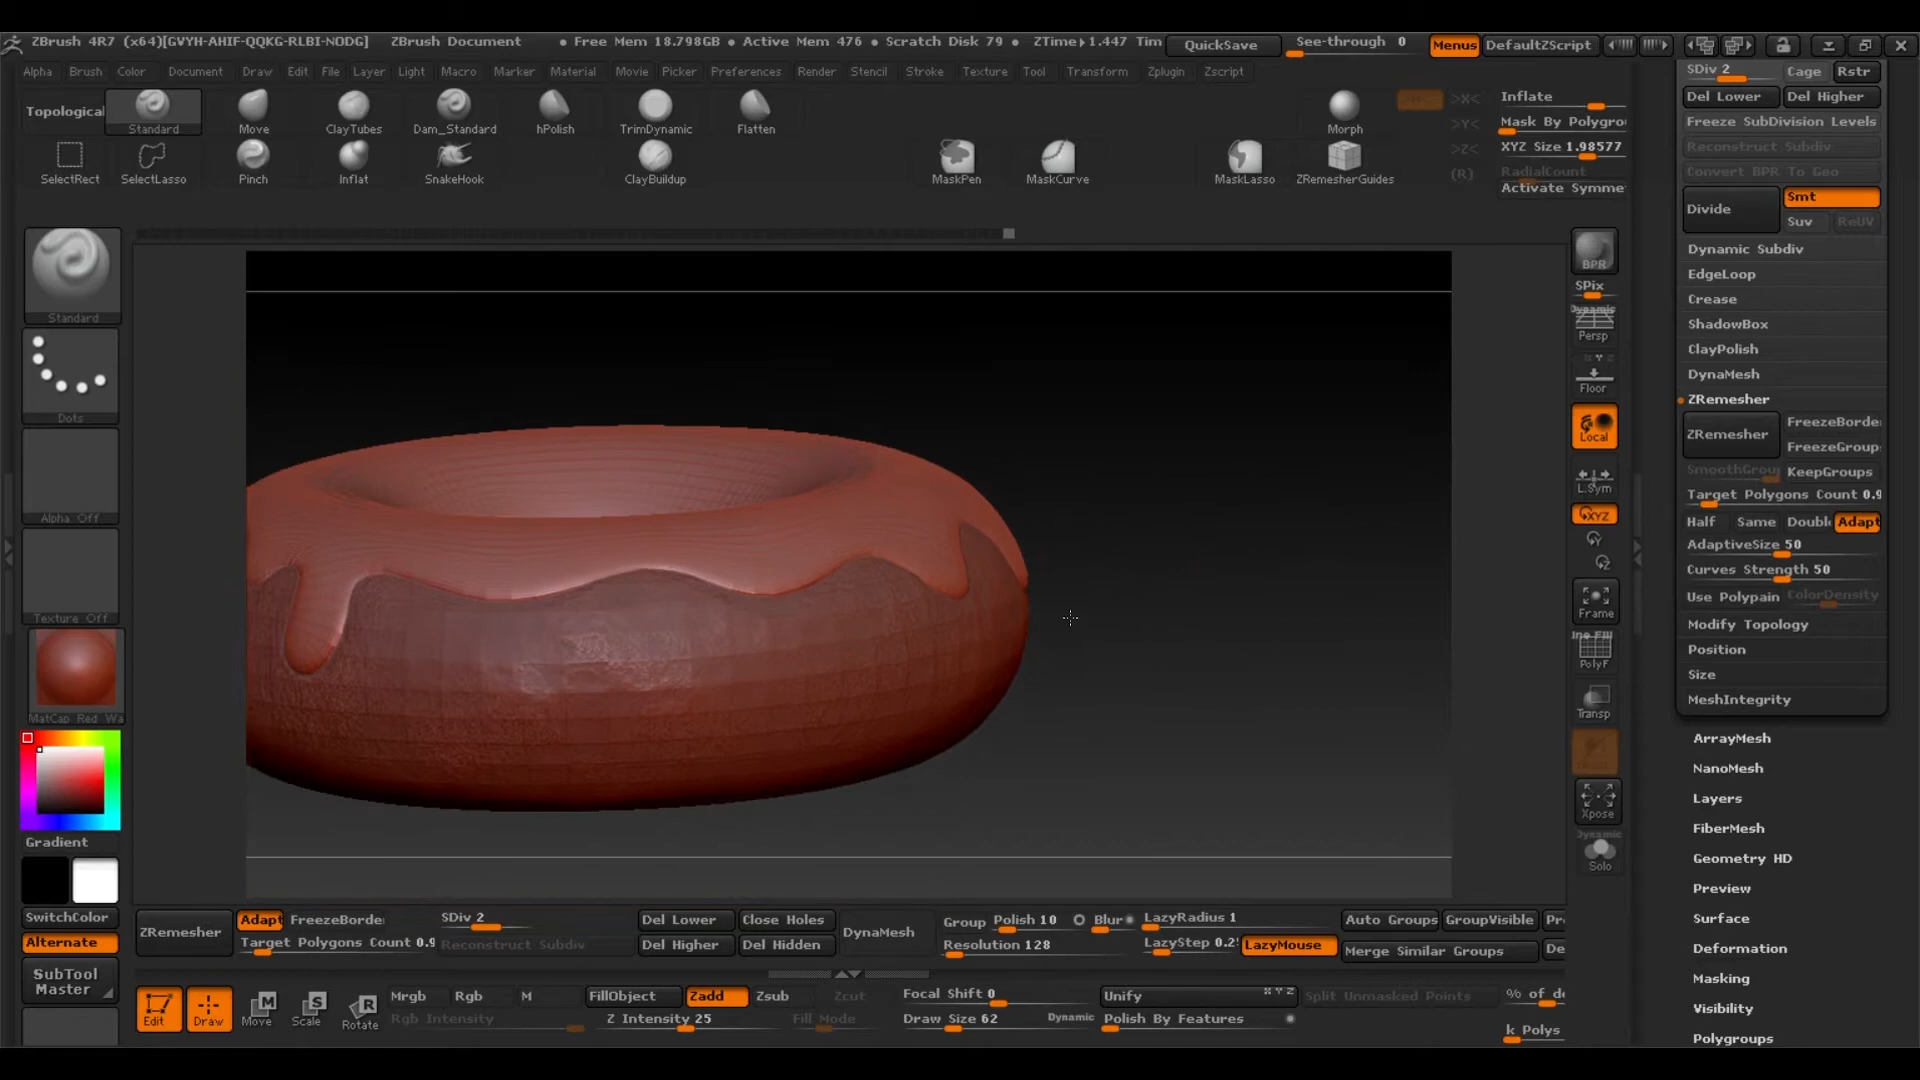 ZBrush 4R7 (x64)[GVYH-AHIF-QQKG-RLBI-NODG] ZBrush Document • Free Mem 18.798GB • Active Mem 476 • Scratch Disk 79 • ZTime▸1.447 Tim QuickSave See-through 0 Menus DefaultZScript
Alpha Brush Color Document Draw Edit File Layer Light Macro Marker Material Movie Picker Preferences Render Stencil Stroke Texture Tool Transform Zplugin Zscript
Topological Standard Move ClayTubes Dam_Standard hPolish TrimDynamic Flatten Morph
SelectRect SelectLasso Pinch Inflat SnakeHook ClayBuildup MaskPen MaskCurve MaskLasso ZRemesherGuides
>X<
>Y<
>Z<
(R)
Inflate
Mask By Polygro
XYZ Size 1.98577
RadialCount
Activate Symme
Standard
Dots
Alpha Off
Texture Off
MatCap Red Wa
Gradient
SwitchColor
Alternate
SubTool
Master
BPR
SPix
Dynamic
Persp
Floor
Local
L.Sym
XYZ
Frame
PolyF
Transp
Xpose
Dynamic
Solo
SDiv 2 Cage Rstr
Del Lower Del Higher
Freeze SubDivision Levels
Reconstruct Subdiv
Convert BPR To Geo
Divide Smt
Suv ReUV
Dynamic Subdiv
EdgeLoop
Crease
ShadowBox
ClayPolish
DynaMesh
ZRemesher
ZRemesher FreezeBorde
FreezeGroup
SmoothGrou KeepGroups
Target Polygons Count 0.9
Half Same Doubl Adapt
AdaptiveSize 50
Curves Strength 50
Use Polypain ColorDensity
Modify Topology
Position
Size
MeshIntegrity
ArrayMesh
NanoMesh
Layers
FiberMesh
Geometry HD
Preview
Surface
Deformation
Masking
Visibility
Polygroups
ZRemesher Adapt FreezeBorde SDiv 2 Del Lower Close Holes DynaMesh Group Polish 10 Blur LazyRadius 1 Auto Groups GroupVisible Pr
Target Polygons Count 0.9 Reconstruct Subdiv Del Higher Del Hidden Resolution 128 LazyStep 0.2 LazyMouse Merge Similar Groups De
Edit Draw Move Scale Rotate Mrgb Rgb M FillObject Zadd Zsub Zcut Focal Shift 0 Unify X Y Z Split Unmasked Points % of de
Rgb Intensity Z Intensity 25 Fill Mode Draw Size 62 Dynamic Polish By Features k Polys